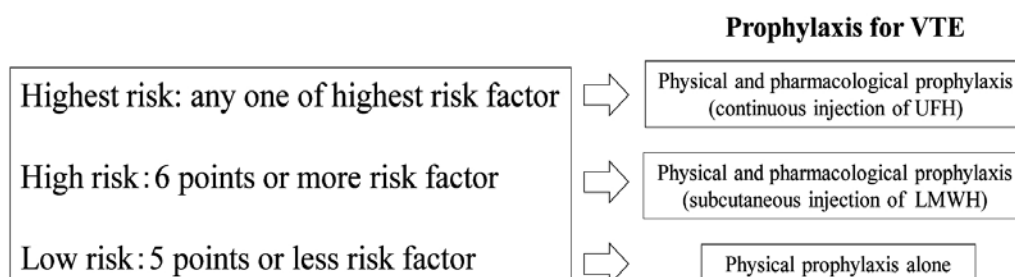 Prophylaxis for VTE
Highest risk: any one of highest risk factor
Physical and pharmacological prophylaxis
(continuous injection of UFH)
High risk: 6 points or more risk factor
Physical and pharmacological prophylaxis
(subcutaneous injection of LMWH)
Low risk: 5 points or less risk factor
Physical prophylaxis alone